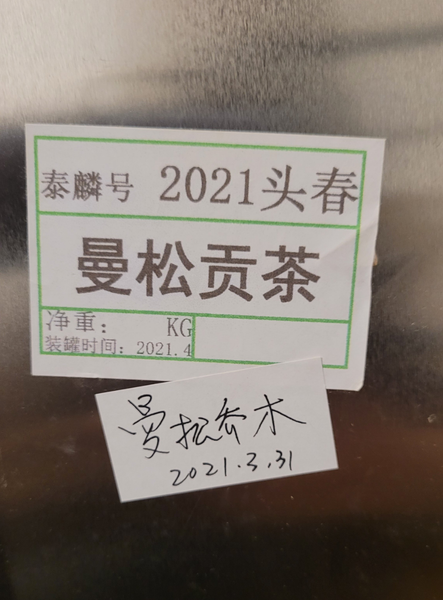 泰麟号 2021头春
曼松贡茶
净重： KG
装罐时间：2021.4
曼松乔木
2021.3.31